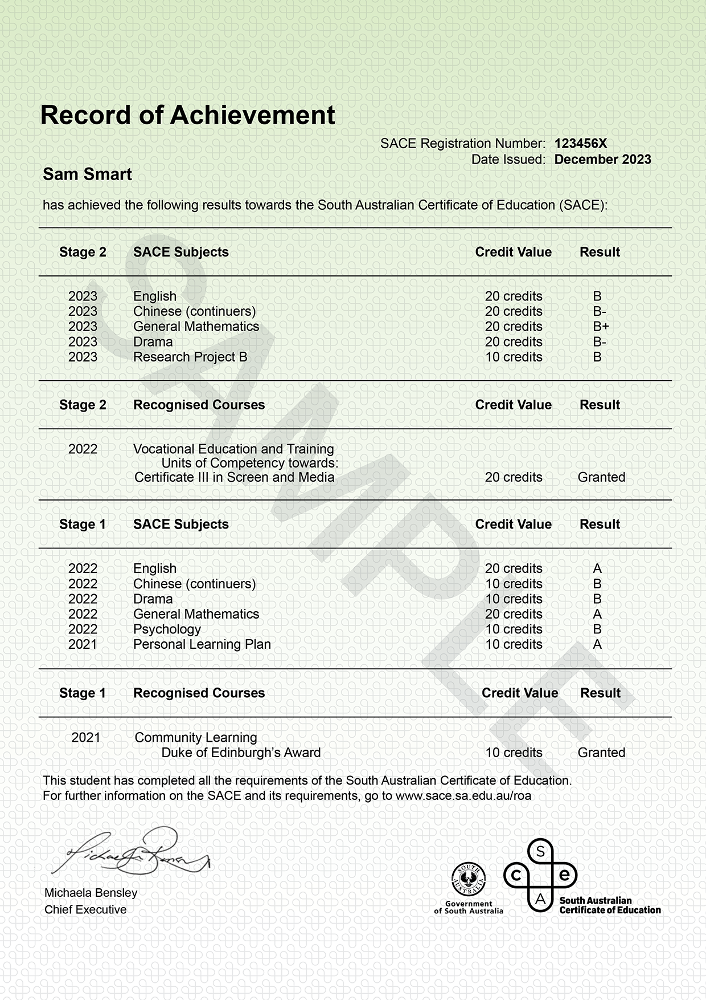 Record of Achievement
SACE Registration Number: 123456X
Date Issued: December 2023
Sam Smart
has achieved the following results towards the South Australian Certificate of Education (SACE):
Stage 2 SACE Subjects Credit Value Result
2023 English 20 credits B
2023 Chinese (continuers) 20 credits B-
2023 General Mathematics 20 credits B+
2023 Drama 20 credits B-
2023 Research Project B 10 credits B
Stage 2 Recognised Courses Credit Value Result
2022 Vocational Education and Training
Units of Competency towards:
Certificate III in Screen and Media 20 credits Granted
Stage 1 SACE Subjects Credit Value Result
2022 English 20 credits A
2022 Chinese (continuers) 10 credits B
2022 Drama 10 credits B
2022 General Mathematics 20 credits A
2022 Psychology 10 credits B
2021 Personal Learning Plan 10 credits A
Stage 1 Recognised Courses Credit Value Result
2021 Community Learning
Duke of Edinburgh’s Award 10 credits Granted
This student has completed all the requirements of the South Australian Certificate of Education.
For further information on the SACE and its requirements, go to www.sace.sa.edu.au/roa
SAMPLE
Michaela Bensley
Chief Executive
SOUTH AUSTRALIA
Government
of South Australia
S
c e
A
South Australian
Certificate of Education